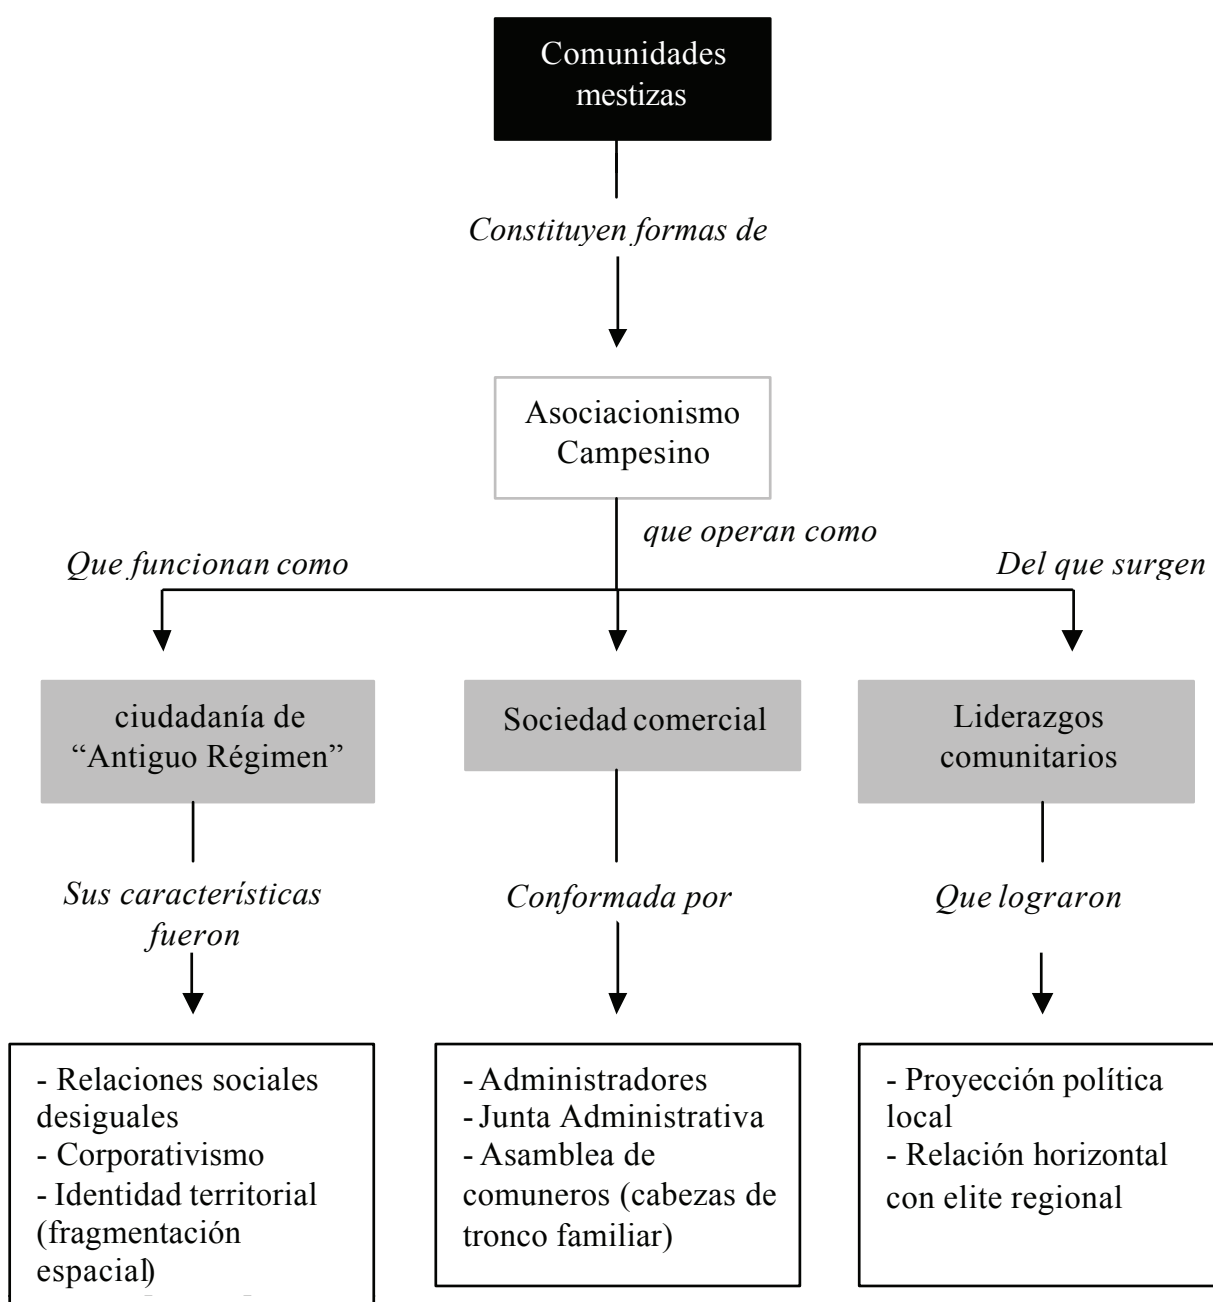 Comunidades
mestizas
Constituyen formas de
Asociacionismo
Campesino
que operan como
Que funcionan como
Del que surgen
ciudadanía de
“Antiguo Régimen”
Sociedad comercial
Liderazgos
comunitarios
Sus características
fueron
Conformada por
Que lograron
- Relaciones sociales
desiguales
- Corporativismo
- Identidad territorial
(fragmentación
espacial)
- Administradores
- Junta Administrativa
- Asamblea de
comuneros (cabezas de
tronco familiar)
- Proyección política
local
- Relación horizontal
con elite regional